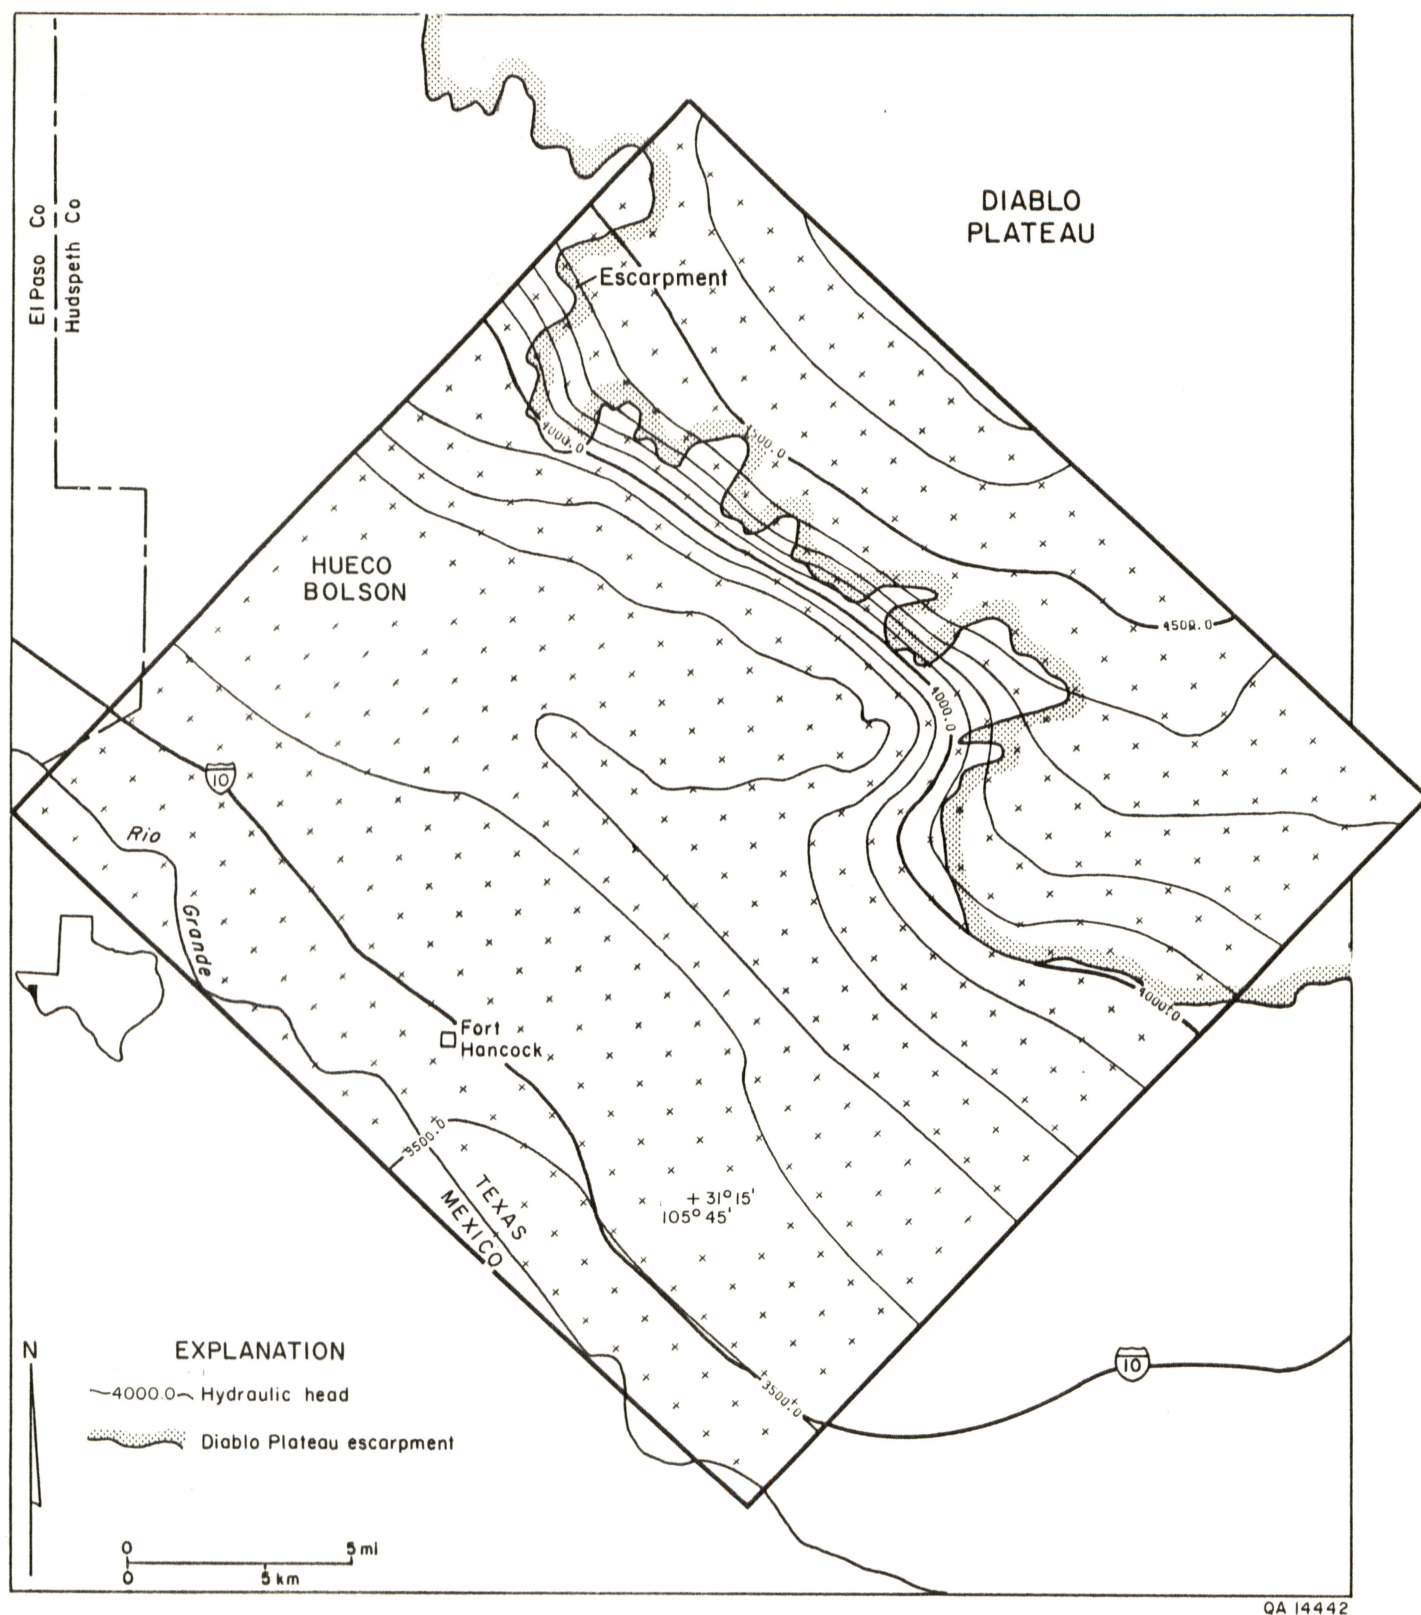 DIABLO
PLATEAU
El Paso Co
Hudspeth Co
Escarpment
4000.0
4500.0
HUECO
BOLSON
4500.0
4000.0
10
Rio
Grande
4000.0
Fort
Hancock
3500.0
TEXAS
MEXICO
+ 31° 15'
105° 45'
N
EXPLANATION
4000.0 Hydraulic head
Diablo Plateau escarpment
10
3500.0
0 5 mi
0 5 km
QA 14442